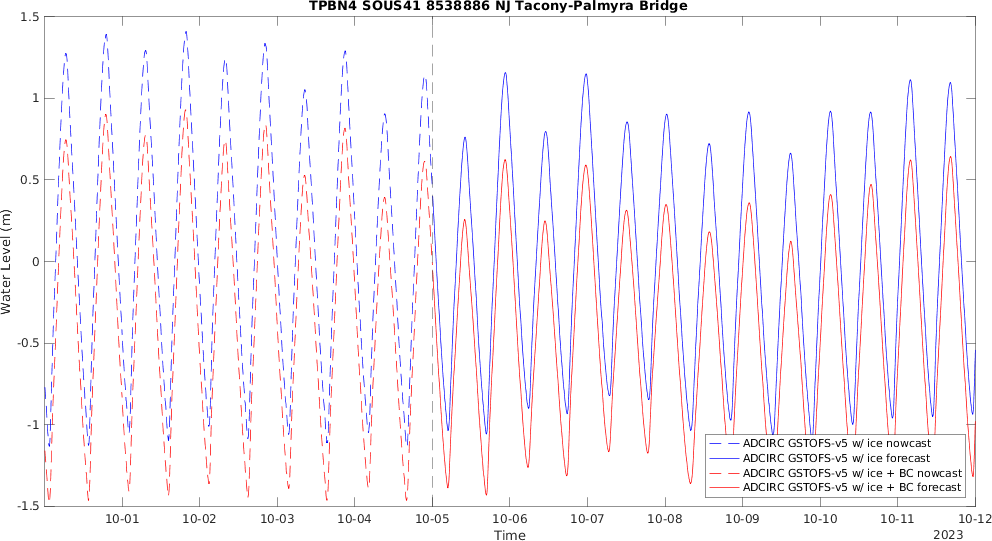 TPBN4 SOUS41 8538886 NJ Tacony-Palmyra Bridge
1.5
1
0.5
0
-0.5
-1
-1.5
Water Level (m)
ADCIRC GSTOFS-v5 w/ ice nowcast
ADCIRC GSTOFS-v5 w/ ice forecast
ADCIRC GSTOFS-v5 w/ ice + BC nowcast
ADCIRC GSTOFS-v5 w/ ice + BC forecast
10-01 10-02 10-03 10-04 10-05 10-06 10-07 10-08 10-09 10-10 10-11 10-12
Time
2023